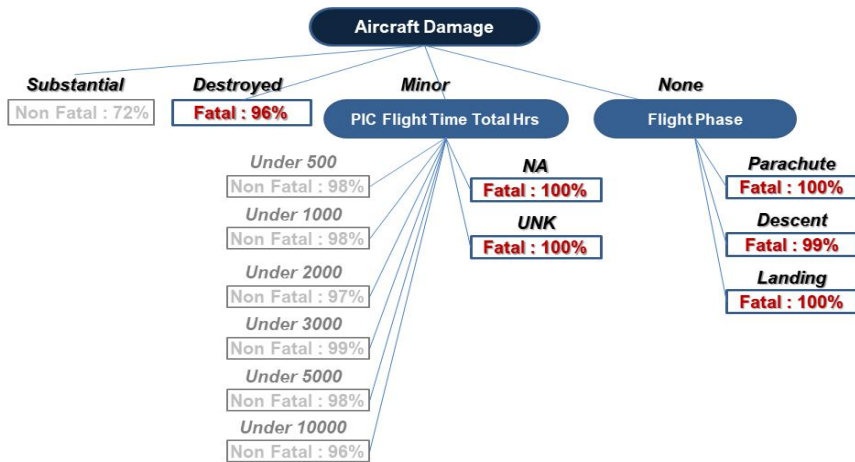 Aircraft Damage
Substantial
Destroyed
Minor
None
Non Fatal : 72%
Fatal : 96%
PIC Flight Time Total Hrs
Flight Phase
Under 500
Non Fatal : 98%
Under 1000
Non Fatal : 98%
Under 2000
Non Fatal : 97%
Under 3000
Non Fatal : 99%
Under 5000
Non Fatal : 98%
Under 10000
Non Fatal : 96%
NA
Fatal : 100%
UNK
Fatal : 100%
Parachute
Fatal : 100%
Descent
Fatal : 99%
Landing
Fatal : 100%